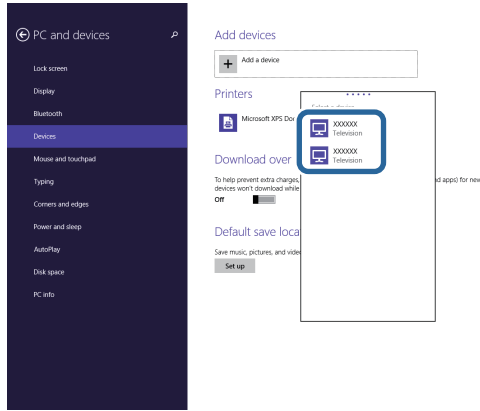 PC and devices
Lock screen
Display
Bluetooth
Devices
Mouse and touchpad
Typing
Corners and edges
Power and sleep
AutoPlay
Disk space
PC info
Add devices
Add a device
Printers
Microsoft XPS Doc
Select a device
XXXXXX
Television
XXXXXX
Television
Download over
To help prevent extra charges,
d apps) for new
devices won't download while
Off
Default save loca
Save music, pictures, and video
Set up